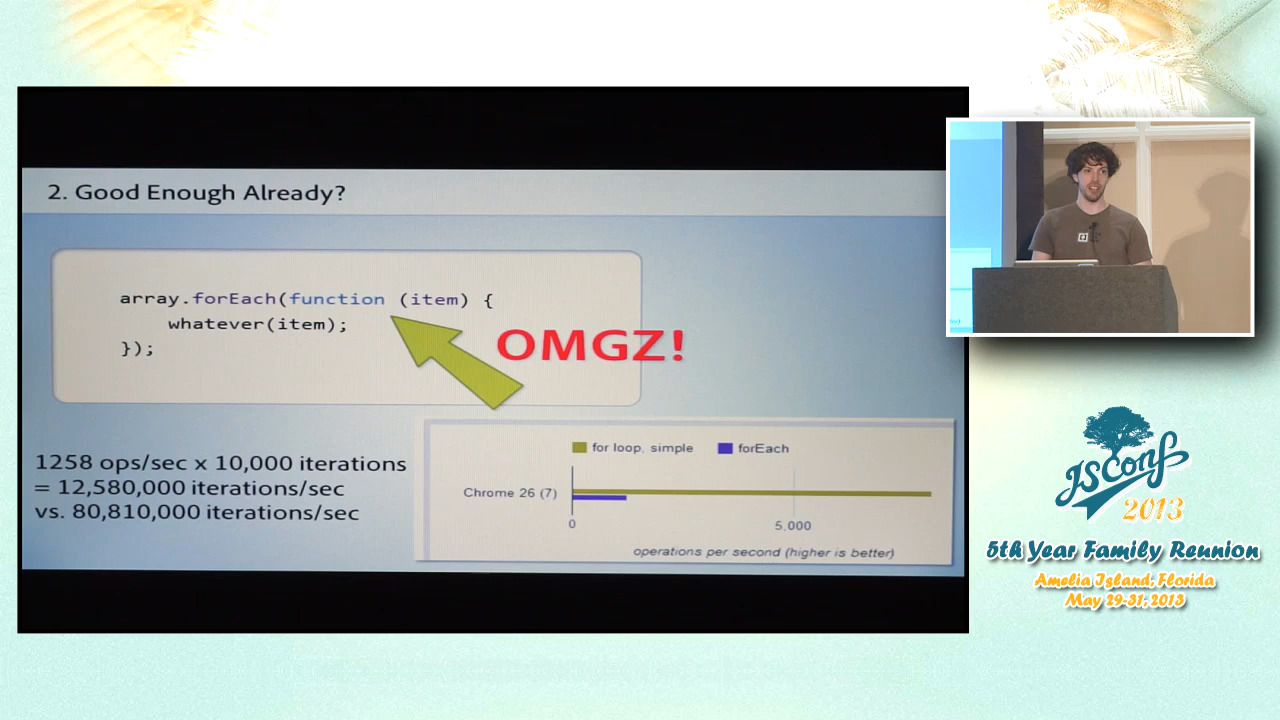 2. Good Enough Already?
array.forEach(function (item) {
whatever(item);
});
OMGZ!
1258 ops/sec x 10,000 iterations
= 12,580,000 iterations/sec
vs. 80,810,000 iterations/sec
for loop, simple
forEach
Chrome 26 (7)
0
5,000
operations per second (higher is better)
JSConf
2013
5th Year Family Reunion
Amelia Island, Florida
May 29-31, 2013